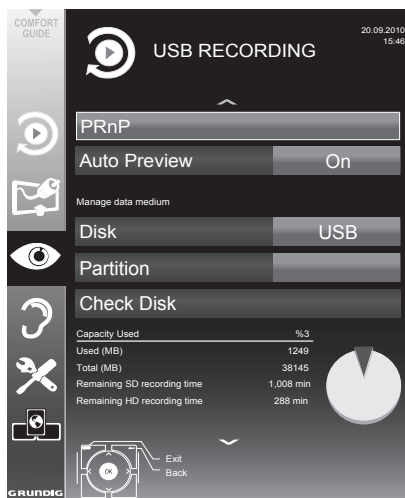 COMFORT
GUIDE
USB RECORDING
20.09.2010
15:46
PRnP
Auto Preview On
Manage data medium
Disk USB
Partition
Check Disk
Capacity Used %3
Used (MB) 1249
Total (MB) 38145
Remaining SD recording time 1,008 min
Remaining HD recording time 288 min
Exit
Back
OK
GRUNDIG